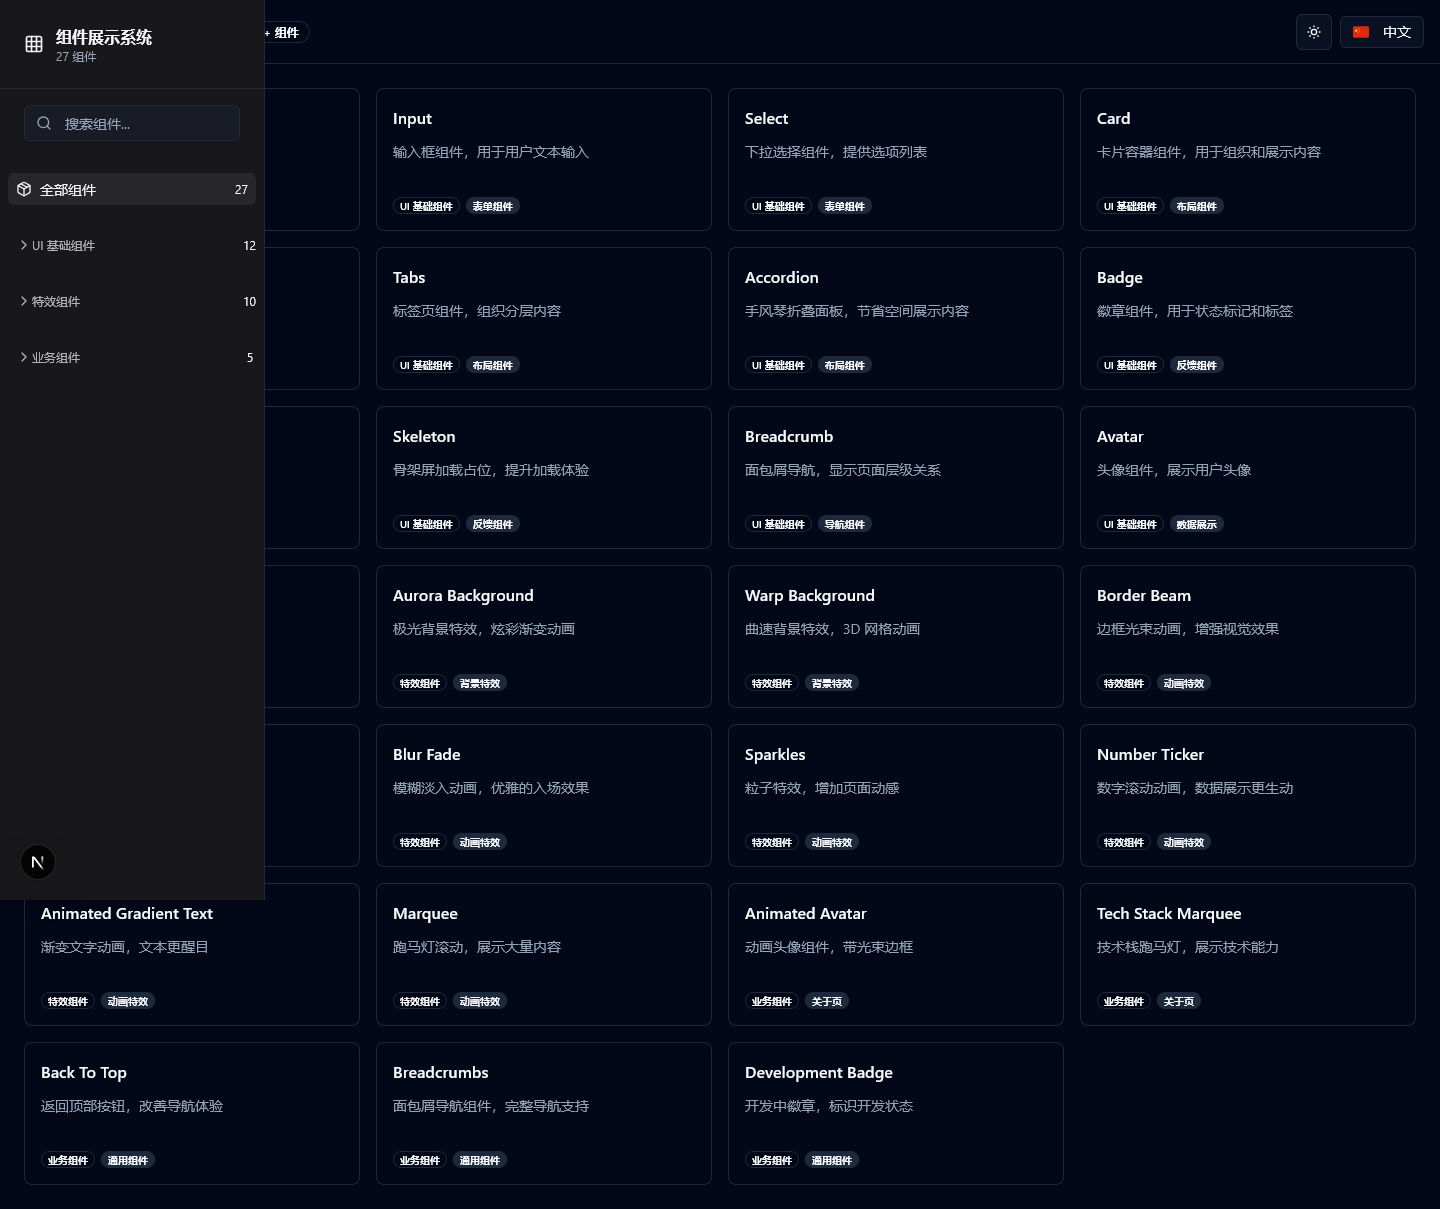 组件展示系统
27 组件
搜索组件...
全部组件 27
UI 基础组件 12
特效组件 10
业务组件 5
N
+ 组件
中文
Input
输入框组件，用于用户文本输入
UI 基础组件 表单组件
Select
下拉选择组件，提供选项列表
UI 基础组件 表单组件
Card
卡片容器组件，用于组织和展示内容
UI 基础组件 布局组件
Tabs
标签页组件，组织分层内容
UI 基础组件 布局组件
Accordion
手风琴折叠面板，节省空间展示内容
UI 基础组件 布局组件
Badge
徽章组件，用于状态标记和标签
UI 基础组件 反馈组件
Skeleton
骨架屏加载占位，提升加载体验
UI 基础组件 反馈组件
Breadcrumb
面包屑导航，显示页面层级关系
UI 基础组件 导航组件
Avatar
头像组件，展示用户头像
UI 基础组件 数据展示
Aurora Background
极光背景特效，炫彩渐变动画
特效组件 背景特效
Warp Background
曲速背景特效，3D 网格动画
特效组件 背景特效
Border Beam
边框光束动画，增强视觉效果
特效组件 动画特效
Blur Fade
模糊淡入动画，优雅的入场效果
特效组件 动画特效
Sparkles
粒子特效，增加页面动感
特效组件 动画特效
Number Ticker
数字滚动动画，数据展示更生动
特效组件 动画特效
Animated Gradient Text
渐变文字动画，文本更醒目
特效组件 动画特效
Marquee
跑马灯滚动，展示大量内容
特效组件 动画特效
Animated Avatar
动画头像组件，带光束边框
业务组件 关于页
Tech Stack Marquee
技术栈跑马灯，展示技术能力
业务组件 关于页
Back To Top
返回顶部按钮，改善导航体验
业务组件 通用组件
Breadcrumbs
面包屑导航组件，完整导航支持
业务组件 通用组件
Development Badge
开发中徽章，标识开发状态
业务组件 通用组件